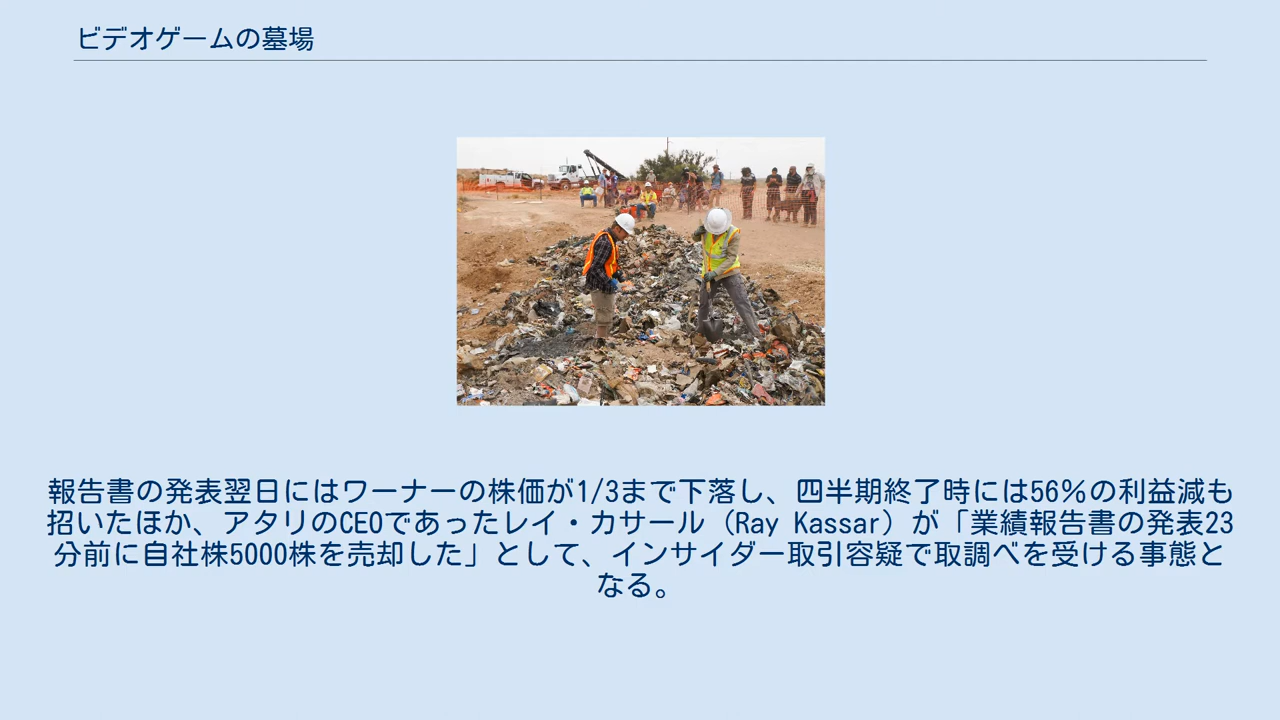 ビデオゲームの墓場
報告書の発表翌日にはワーナーの株価が1/3まで下落し、四半期終了時には56％の利益減も
招いたほか、アタリのCEOであったレイ・カサール（Ray Kassar）が「業績報告書の発表23
分前に自社株5000株を売却した」として、インサイダー取引容疑で取調べを受ける事態と
なる。